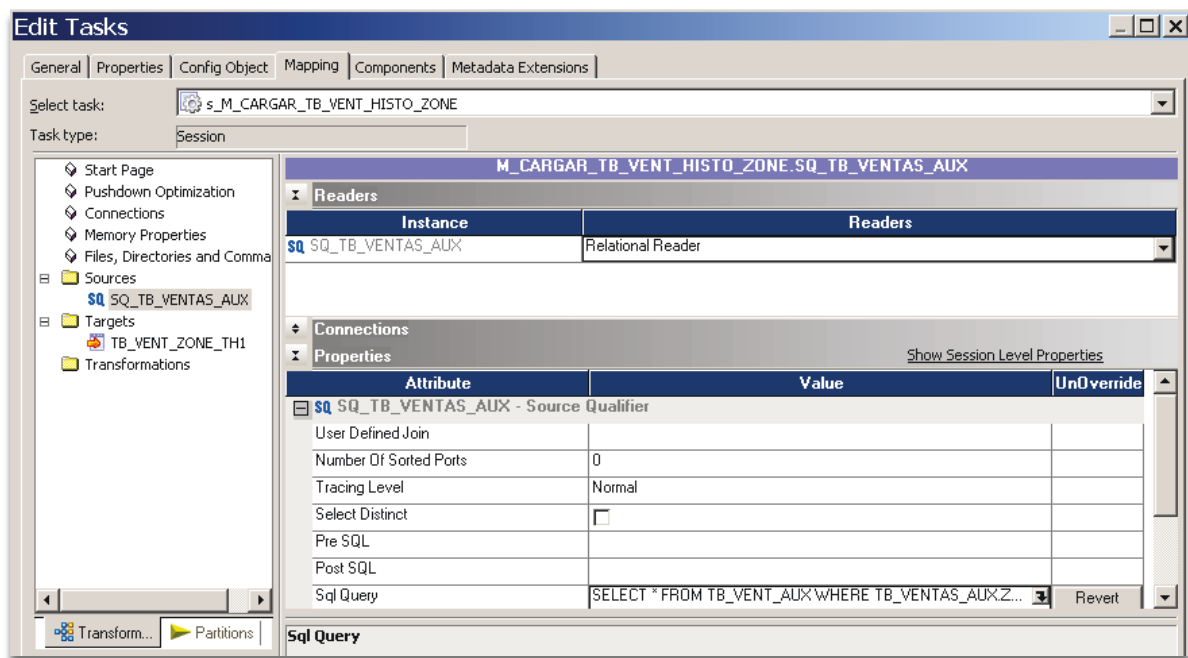 Edit Tasks
General Properties Config Object Mapping Components Metadata Extensions
Select task: s_M_CARGAR_TB_VENT_HISTO_ZONE
Task type: Session
Start Page
Pushdown Optimization
Connections
Memory Properties
Files, Directories and Comma
Sources
SQ SQ_TB_VENTAS_AUX
Targets
TB_VENT_ZONE_TH1
Transformations
Transform... Partitions
M_CARGAR_TB_VENT_HISTO_ZONE.SQ_TB_VENTAS_AUX
Readers
Instance Readers
SQ SQ_TB_VENTAS_AUX Relational Reader
Connections
Properties Show Session Level Properties
Attribute Value UnOverride
SQ SQ_TB_VENTAS_AUX - Source Qualifier
User Defined Join
Number Of Sorted Ports 0
Tracing Level Normal
Select Distinct
Pre SQL
Post SQL
Sql Query SELECT * FROM TB_VENT_AUX WHERE TB_VENTAS_AUX.Z... Revert
Sql Query